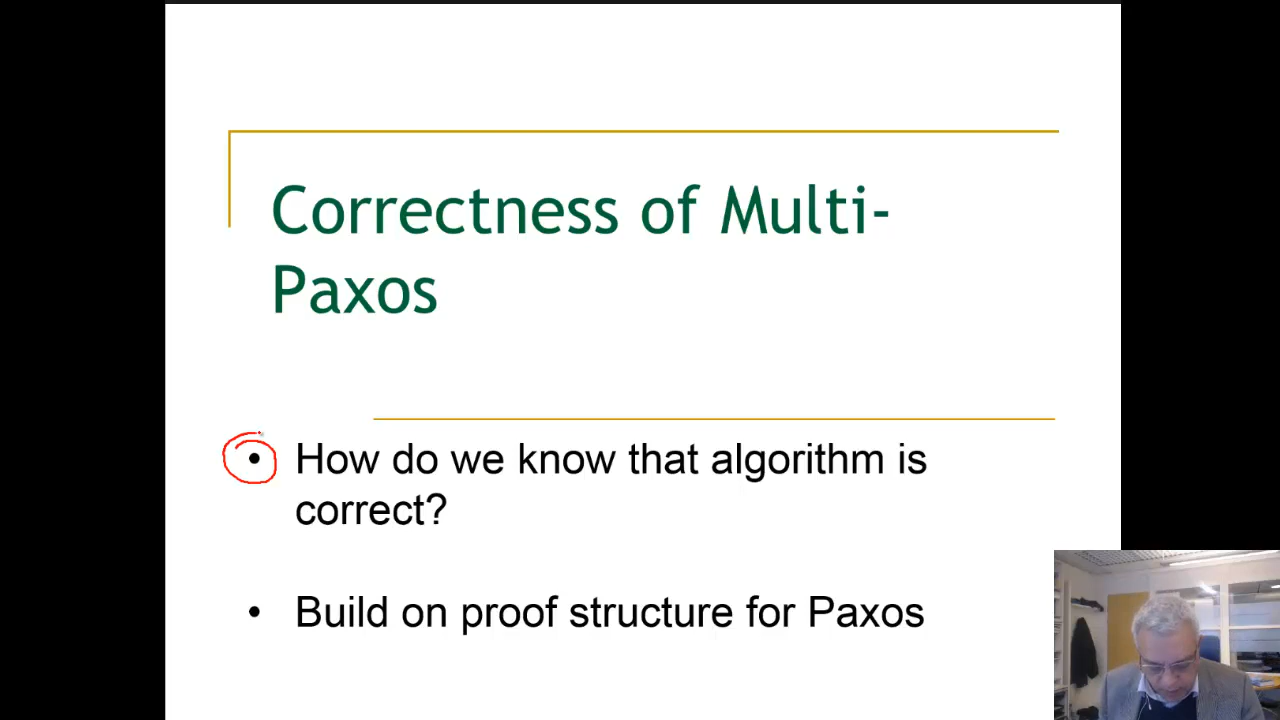 Correctness of Multi-
Paxos
• How do we know that algorithm is
correct?
• Build on proof structure for Paxos